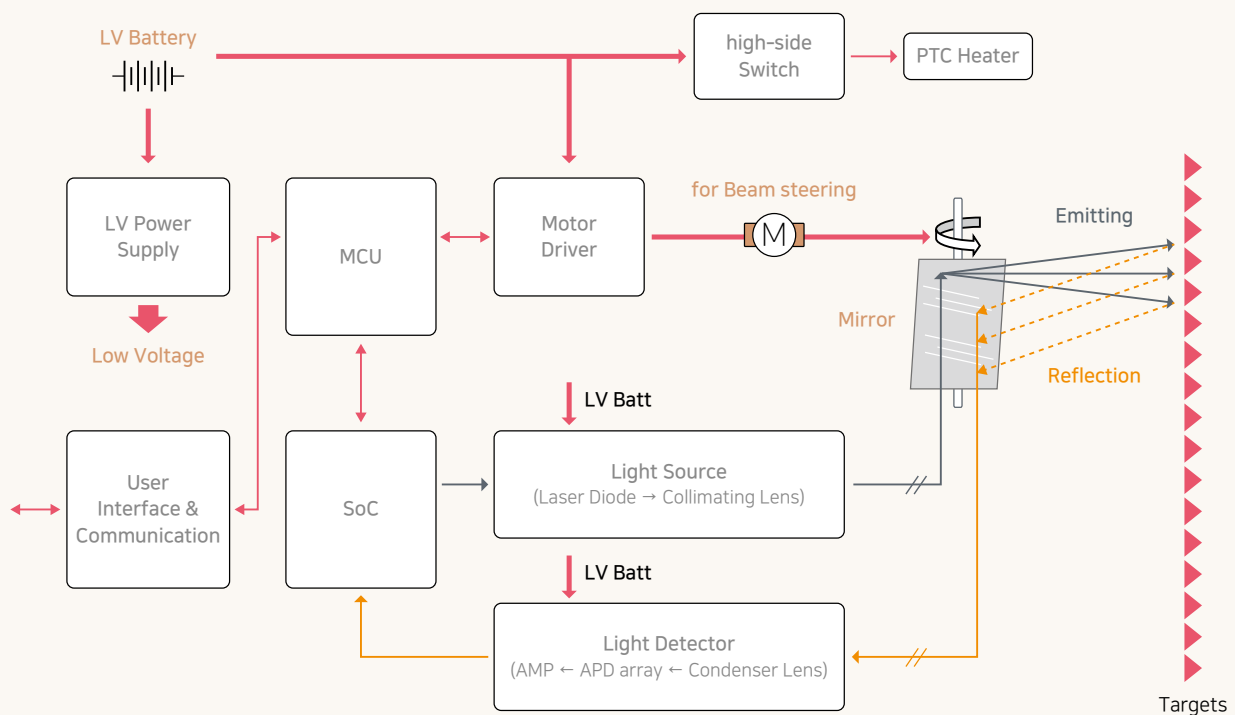 LV Battery
high-side
Switch
PTC Heater
LV Power
Supply
MCU
Motor
Driver
for Beam steering
M
Emitting
Mirror
Low Voltage
Reflection
LV Batt
User
Interface &
Communication
SoC
Light Source
(Laser Diode → Collimating Lens)
LV Batt
Light Detector
(AMP ← APD array ← Condenser Lens)
Targets